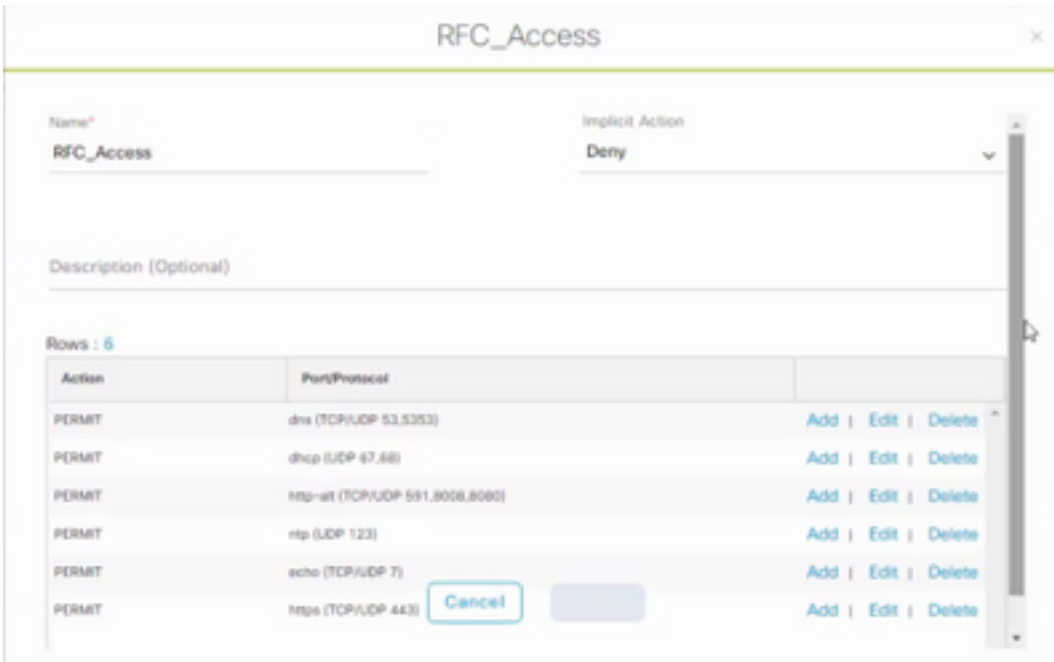 RFC_Access
×
Name* Implicit Action
RFC_Access Deny
Description (Optional)
Rows : 6
Action Port/Protocol
PERMIT dns (TCP/UDP 53,5353) Add | Edit | Delete
PERMIT dhcp (UDP 67,68) Add | Edit | Delete
PERMIT http-alt (TCP/UDP 591,8008,8080) Add | Edit | Delete
PERMIT ntp (UDP 123) Add | Edit | Delete
PERMIT echo (TCP/UDP 7) Add | Edit | Delete
PERMIT https (TCP/UDP 443) Add | Edit | Delete
Cancel